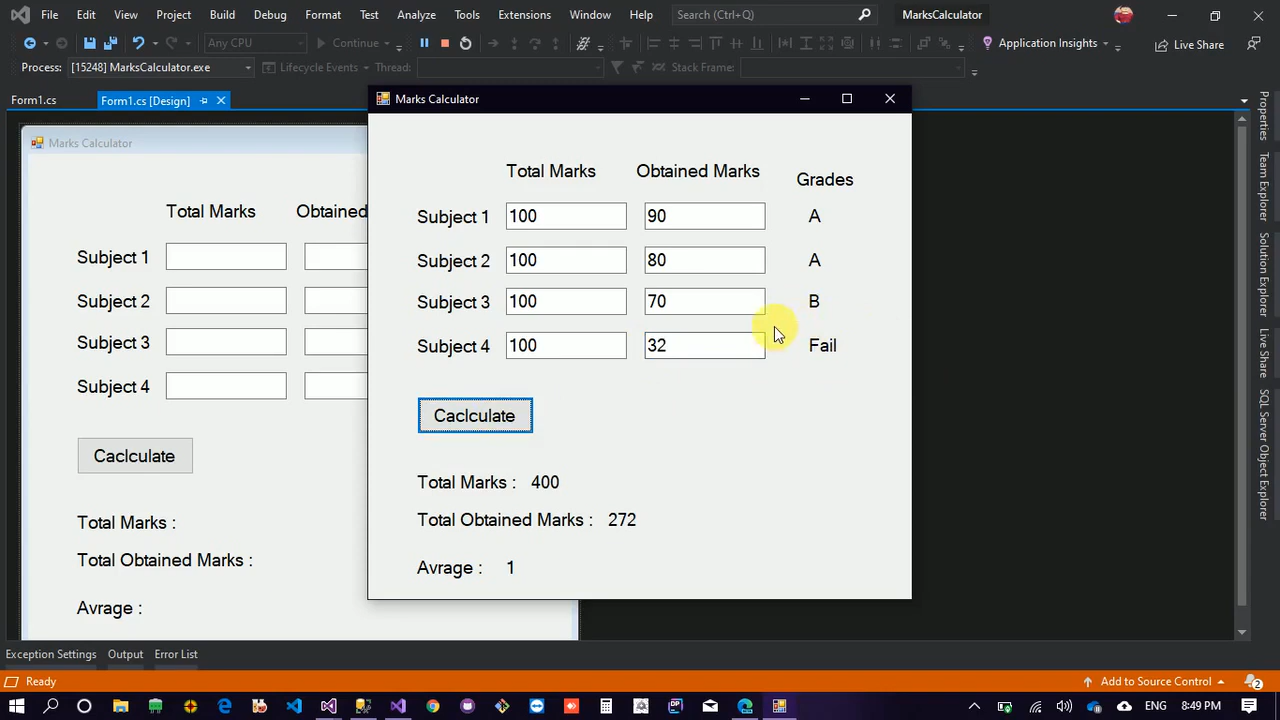 File Edit View Project Build Debug Format Test Analyze Tools Extensions Window Help Search (Ctrl+Q) MarksCalculator
Any CPU Continue Application Insights Live Share
Process: [15248] MarksCalculator.exe Lifecycle Events Thread: Stack Frame:
Form1.cs Form1.cs [Design]
Marks Calculator
Total Marks Obtained
Subject 1
Subject 2
Subject 3
Subject 4
Caclculate
Total Marks :
Total Obtained Marks :
Avrage :
Marks Calculator
Total Marks Obtained Marks Grades
Subject 1 100 90 A
Subject 2 100 80 A
Subject 3 100 70 B
Subject 4 100 32 Fail
Caclculate
Total Marks : 400
Total Obtained Marks : 272
Avrage : 1
Properties
Team Explorer
Solution Explorer
Live Share
SQL Server Object Explorer
Exception Settings Output Error List
Ready Add to Source Control 2
ENG 8:49 PM 2